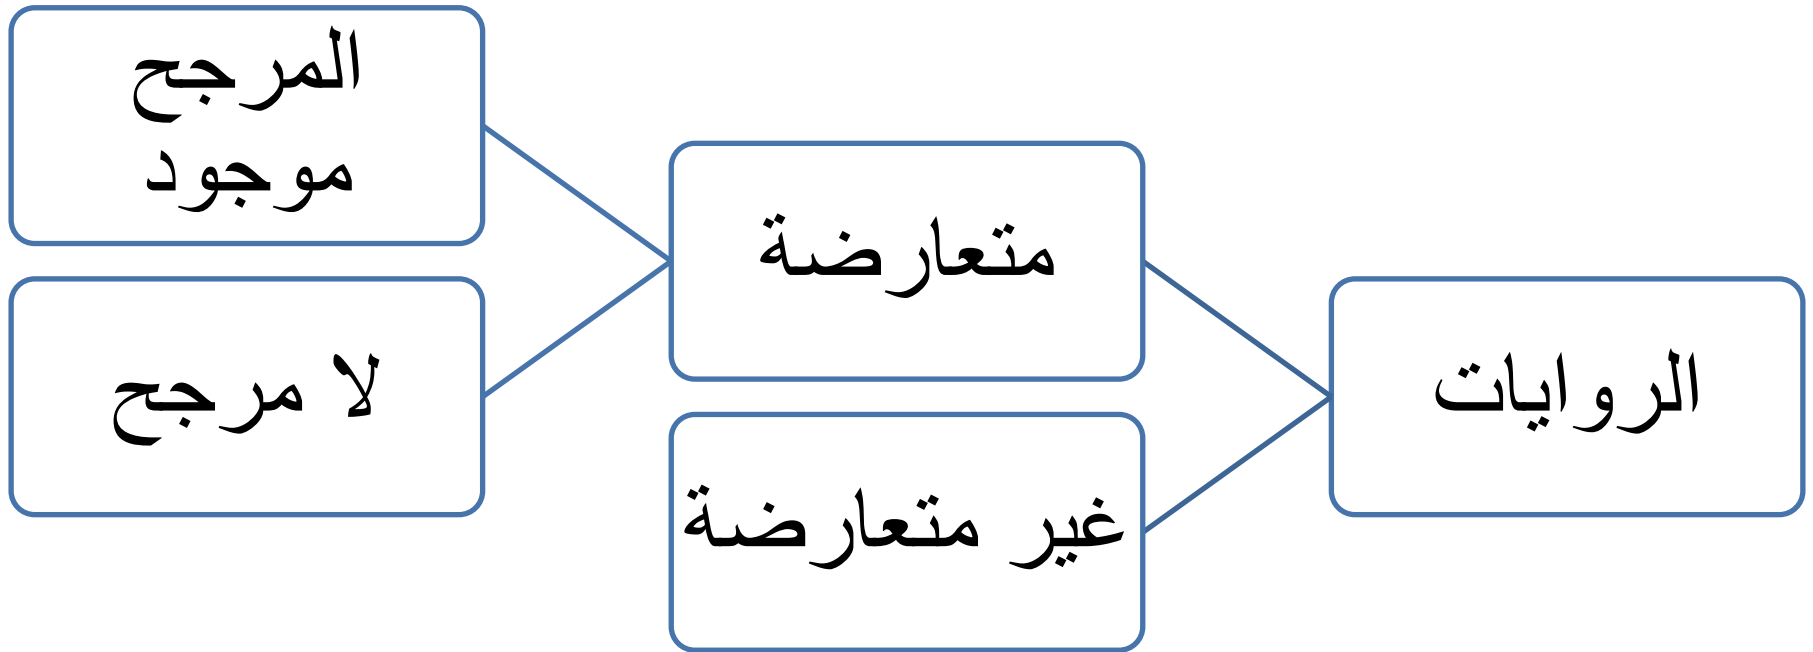 الروايات
متعارضة
غير متعارضة
المرجح
موجود
لا مرجح